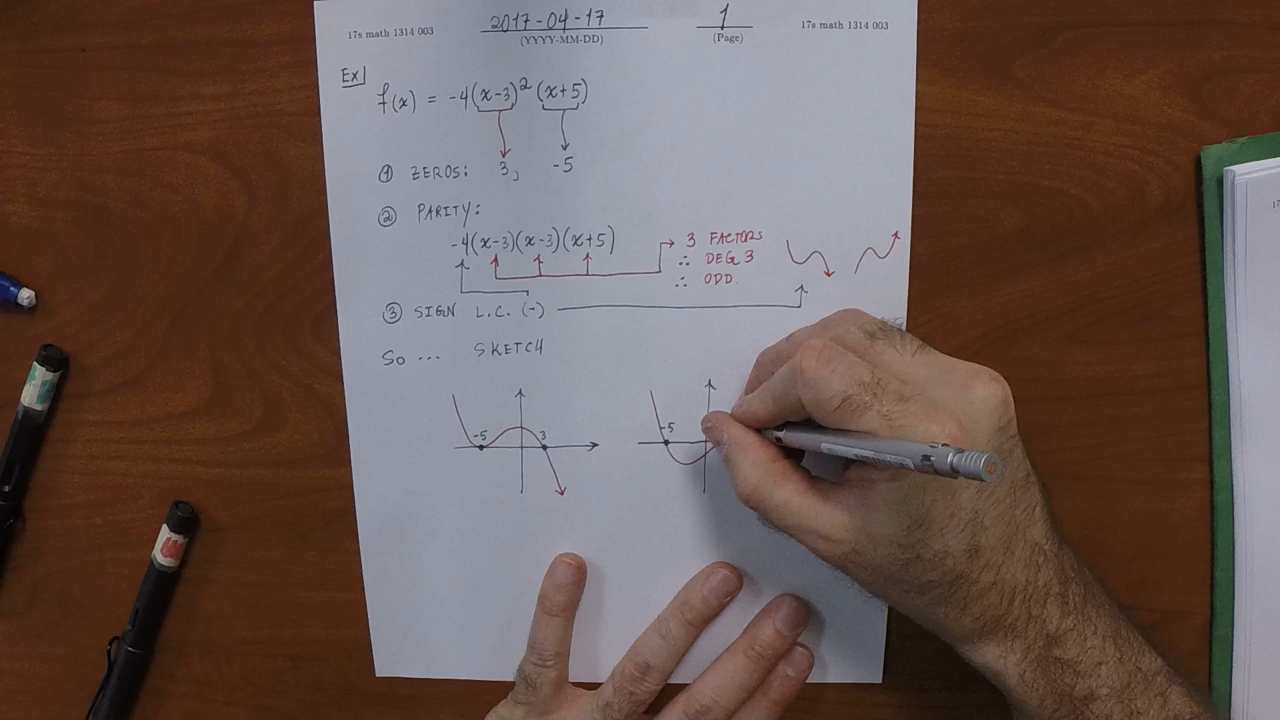 17s math 1314 003 2017-04-17 1 17s math 1314 003
(YYYY-MM-DD) (Page)
Ex1
f(x) = -4(x-3)² (x+5)
① ZEROS: 3, -5
② PARITY:
-4(x-3)(x-3)(x+5) → 3 FACTORS
∴ DEG 3
∴ ODD.
③ SIGN L.C. (-)
So ... SKETCH
-5 3 -5